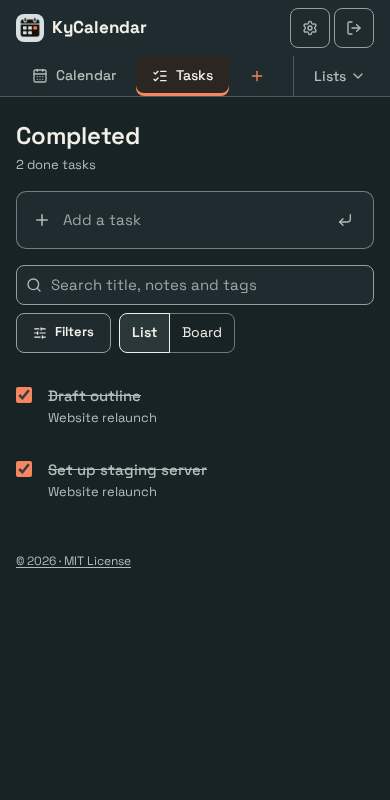 KyCalendar
Calendar
Tasks
Lists
Completed
2 done tasks
Add a task
Search title, notes and tags
Filters
List
Board
Draft outline
Website relaunch
Set up staging server
Website relaunch
© 2026 · MIT License